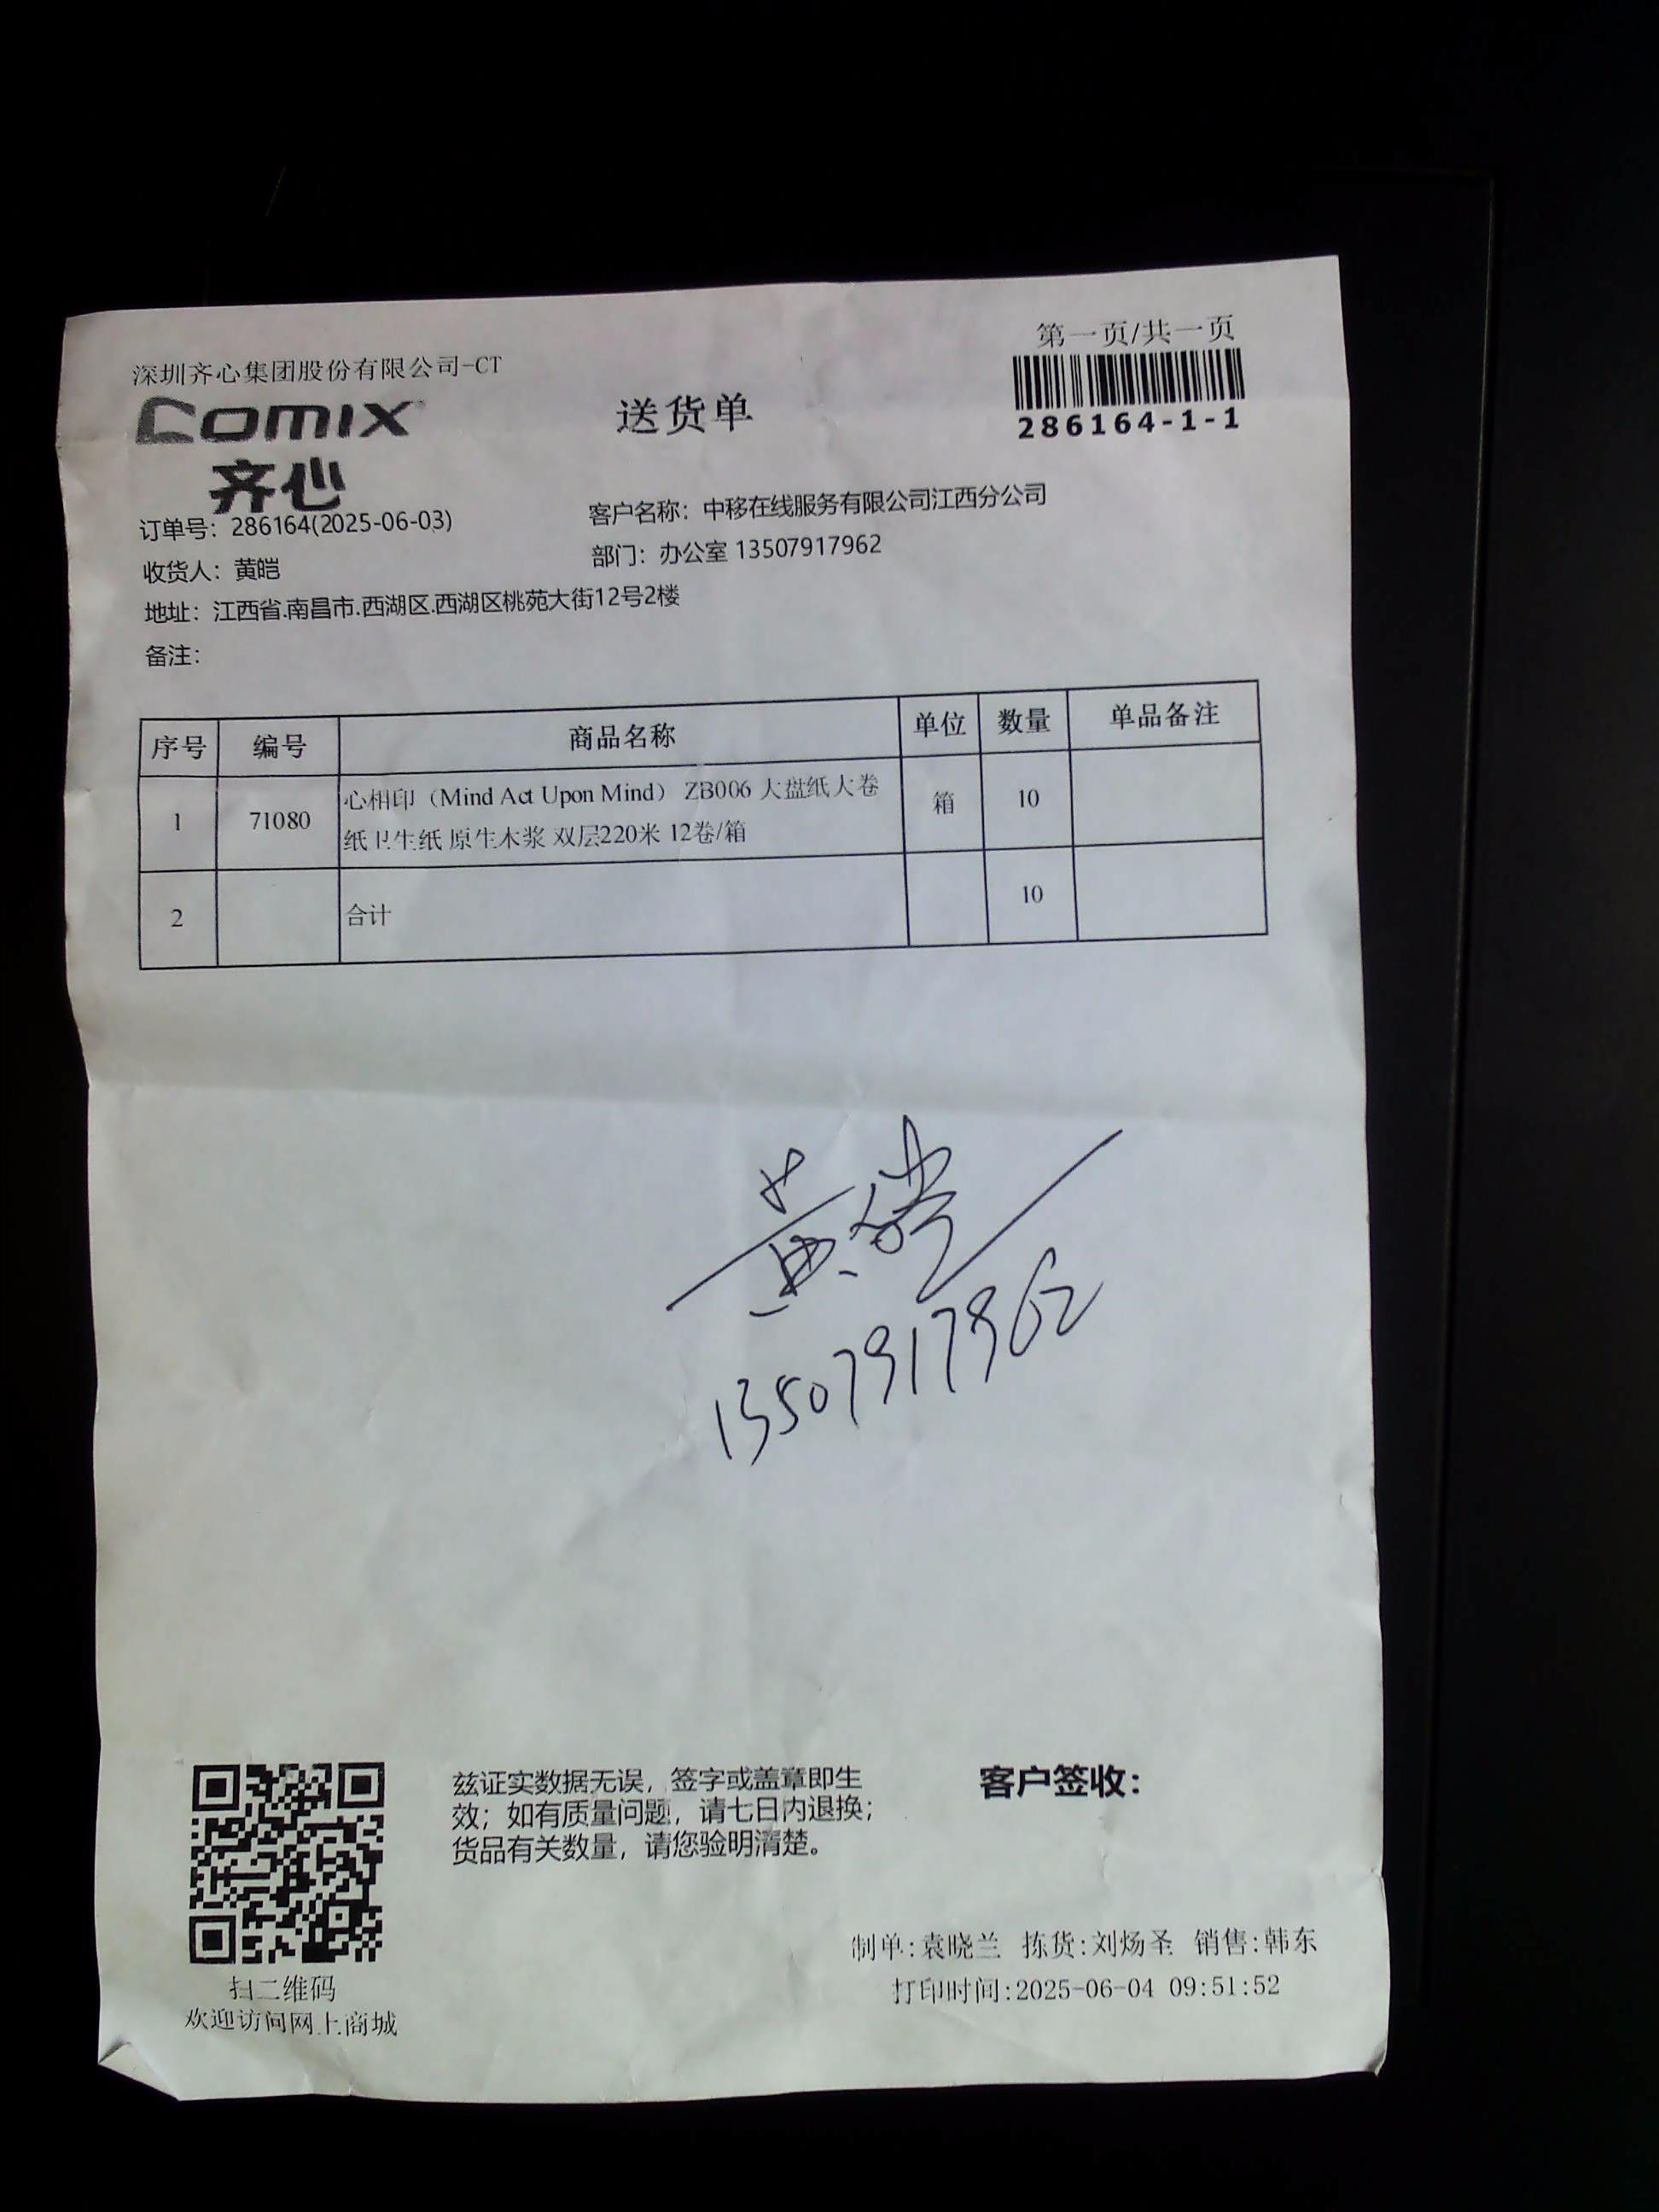 第一页/共一页
深圳齐心集团股份有限公司-CT
comix
齐心
送货单
286164-1-1
订单号：286164(2025-06-03)
客户名称：中移在线服务有限公司江西分公司
收货人：黄皑
部门：办公室 13507917962
地址：江西省.南昌市.西湖区.西湖区桃苑大街12号2楼
备注：
序号 编号 商品名称 单位 数量 单品备注
1 71080 心相印（Mind Act Upon Mind） ZB006 大盘纸大卷 箱 10
纸卫生纸 原生木浆 双层220米 12卷/箱
2 合计 10
黄皑
13507917962
兹证实数据无误，签字或盖章即生
效；如有质量问题，请七日内退换；
货品有关数量，请您验明清楚。
客户签收：
扫二维码
欢迎访问网上商城
制单:袁晓兰 拣货:刘炀圣 销售:韩东
打印时间:2025-06-04 09:51:52